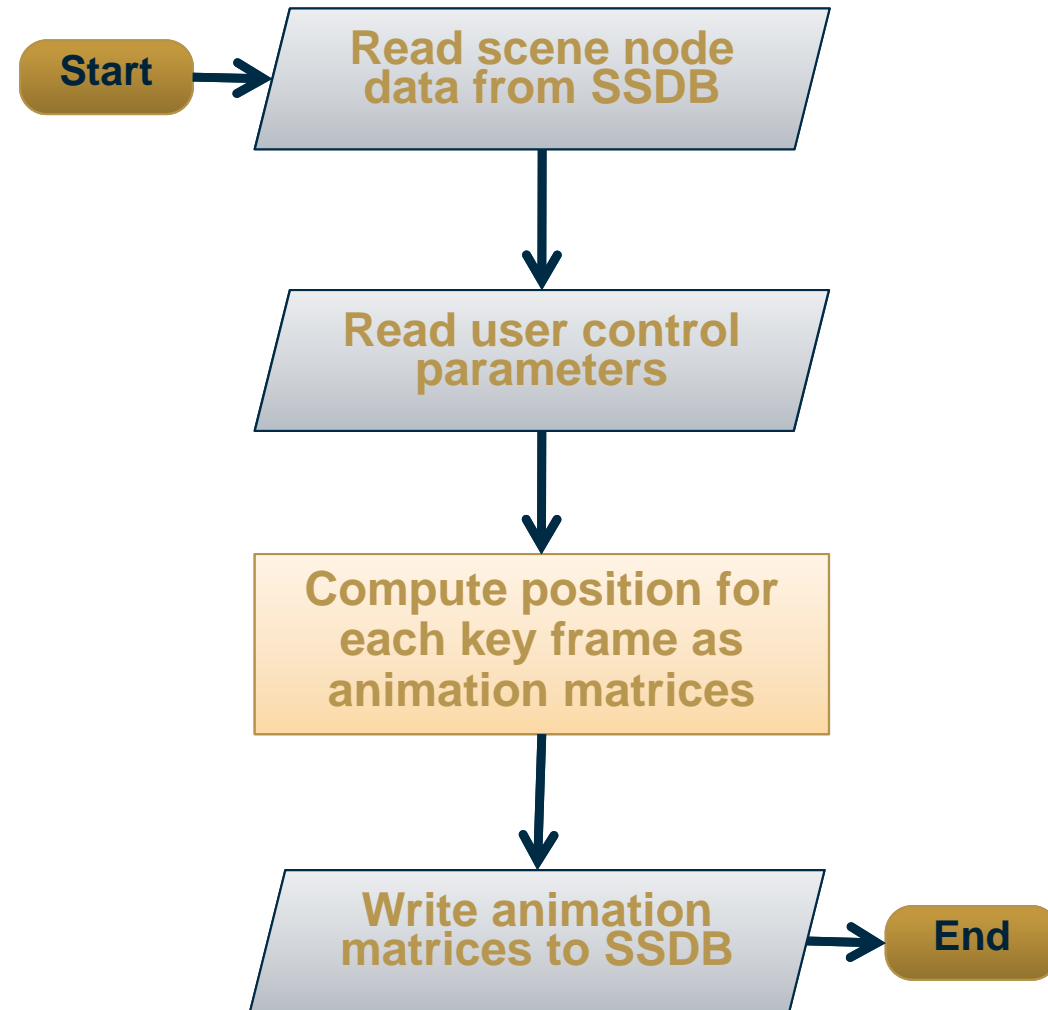 Start
Read scene node
data from SSDB
Read user control
parameters
Compute position for
each key frame as
animation matrices
Write animation
matrices to SSDB
End